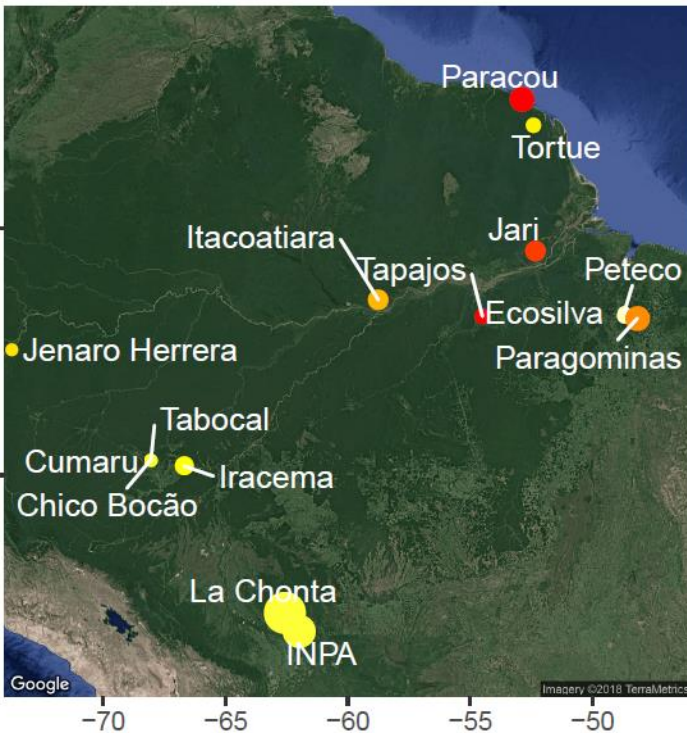 Paracou
Tortue
Itacoatiara
Jari
Tapajos
Peteco
Ecosilva
Paragominas
Jenaro Herrera
Tabocal
Cumaru
Iracema
Chico Bocão
La Chonta
INPA
Google
Imagery ©2018 TerraMetrics
−70 −65 −60 −55 −50